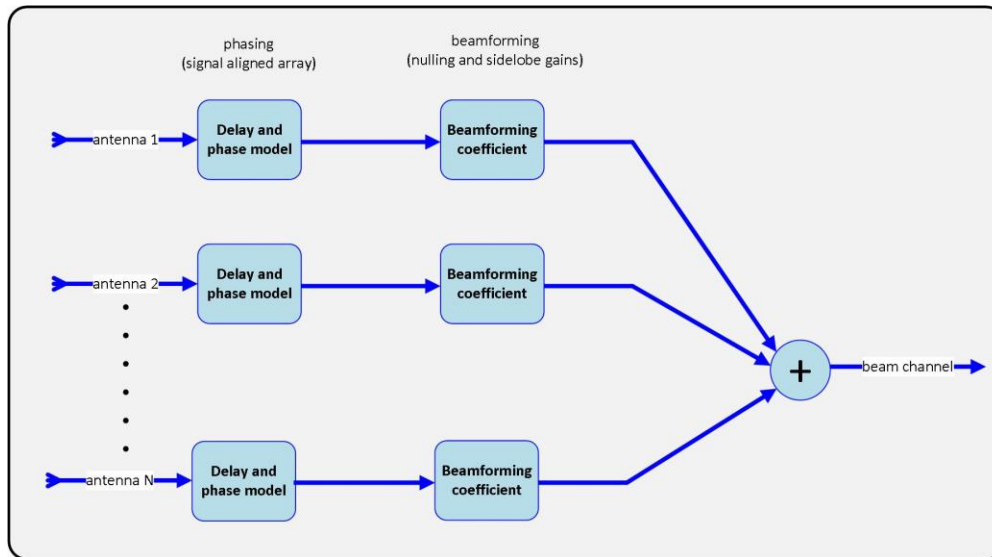 phasing
(signal aligned array)
beamforming
(nulling and sidelobe gains)
antenna 1
Delay and
phase model
Beamforming
coefficient
antenna 2
Delay and
phase model
Beamforming
coefficient
+
beam channel
antenna N
Delay and
phase model
Beamforming
coefficient